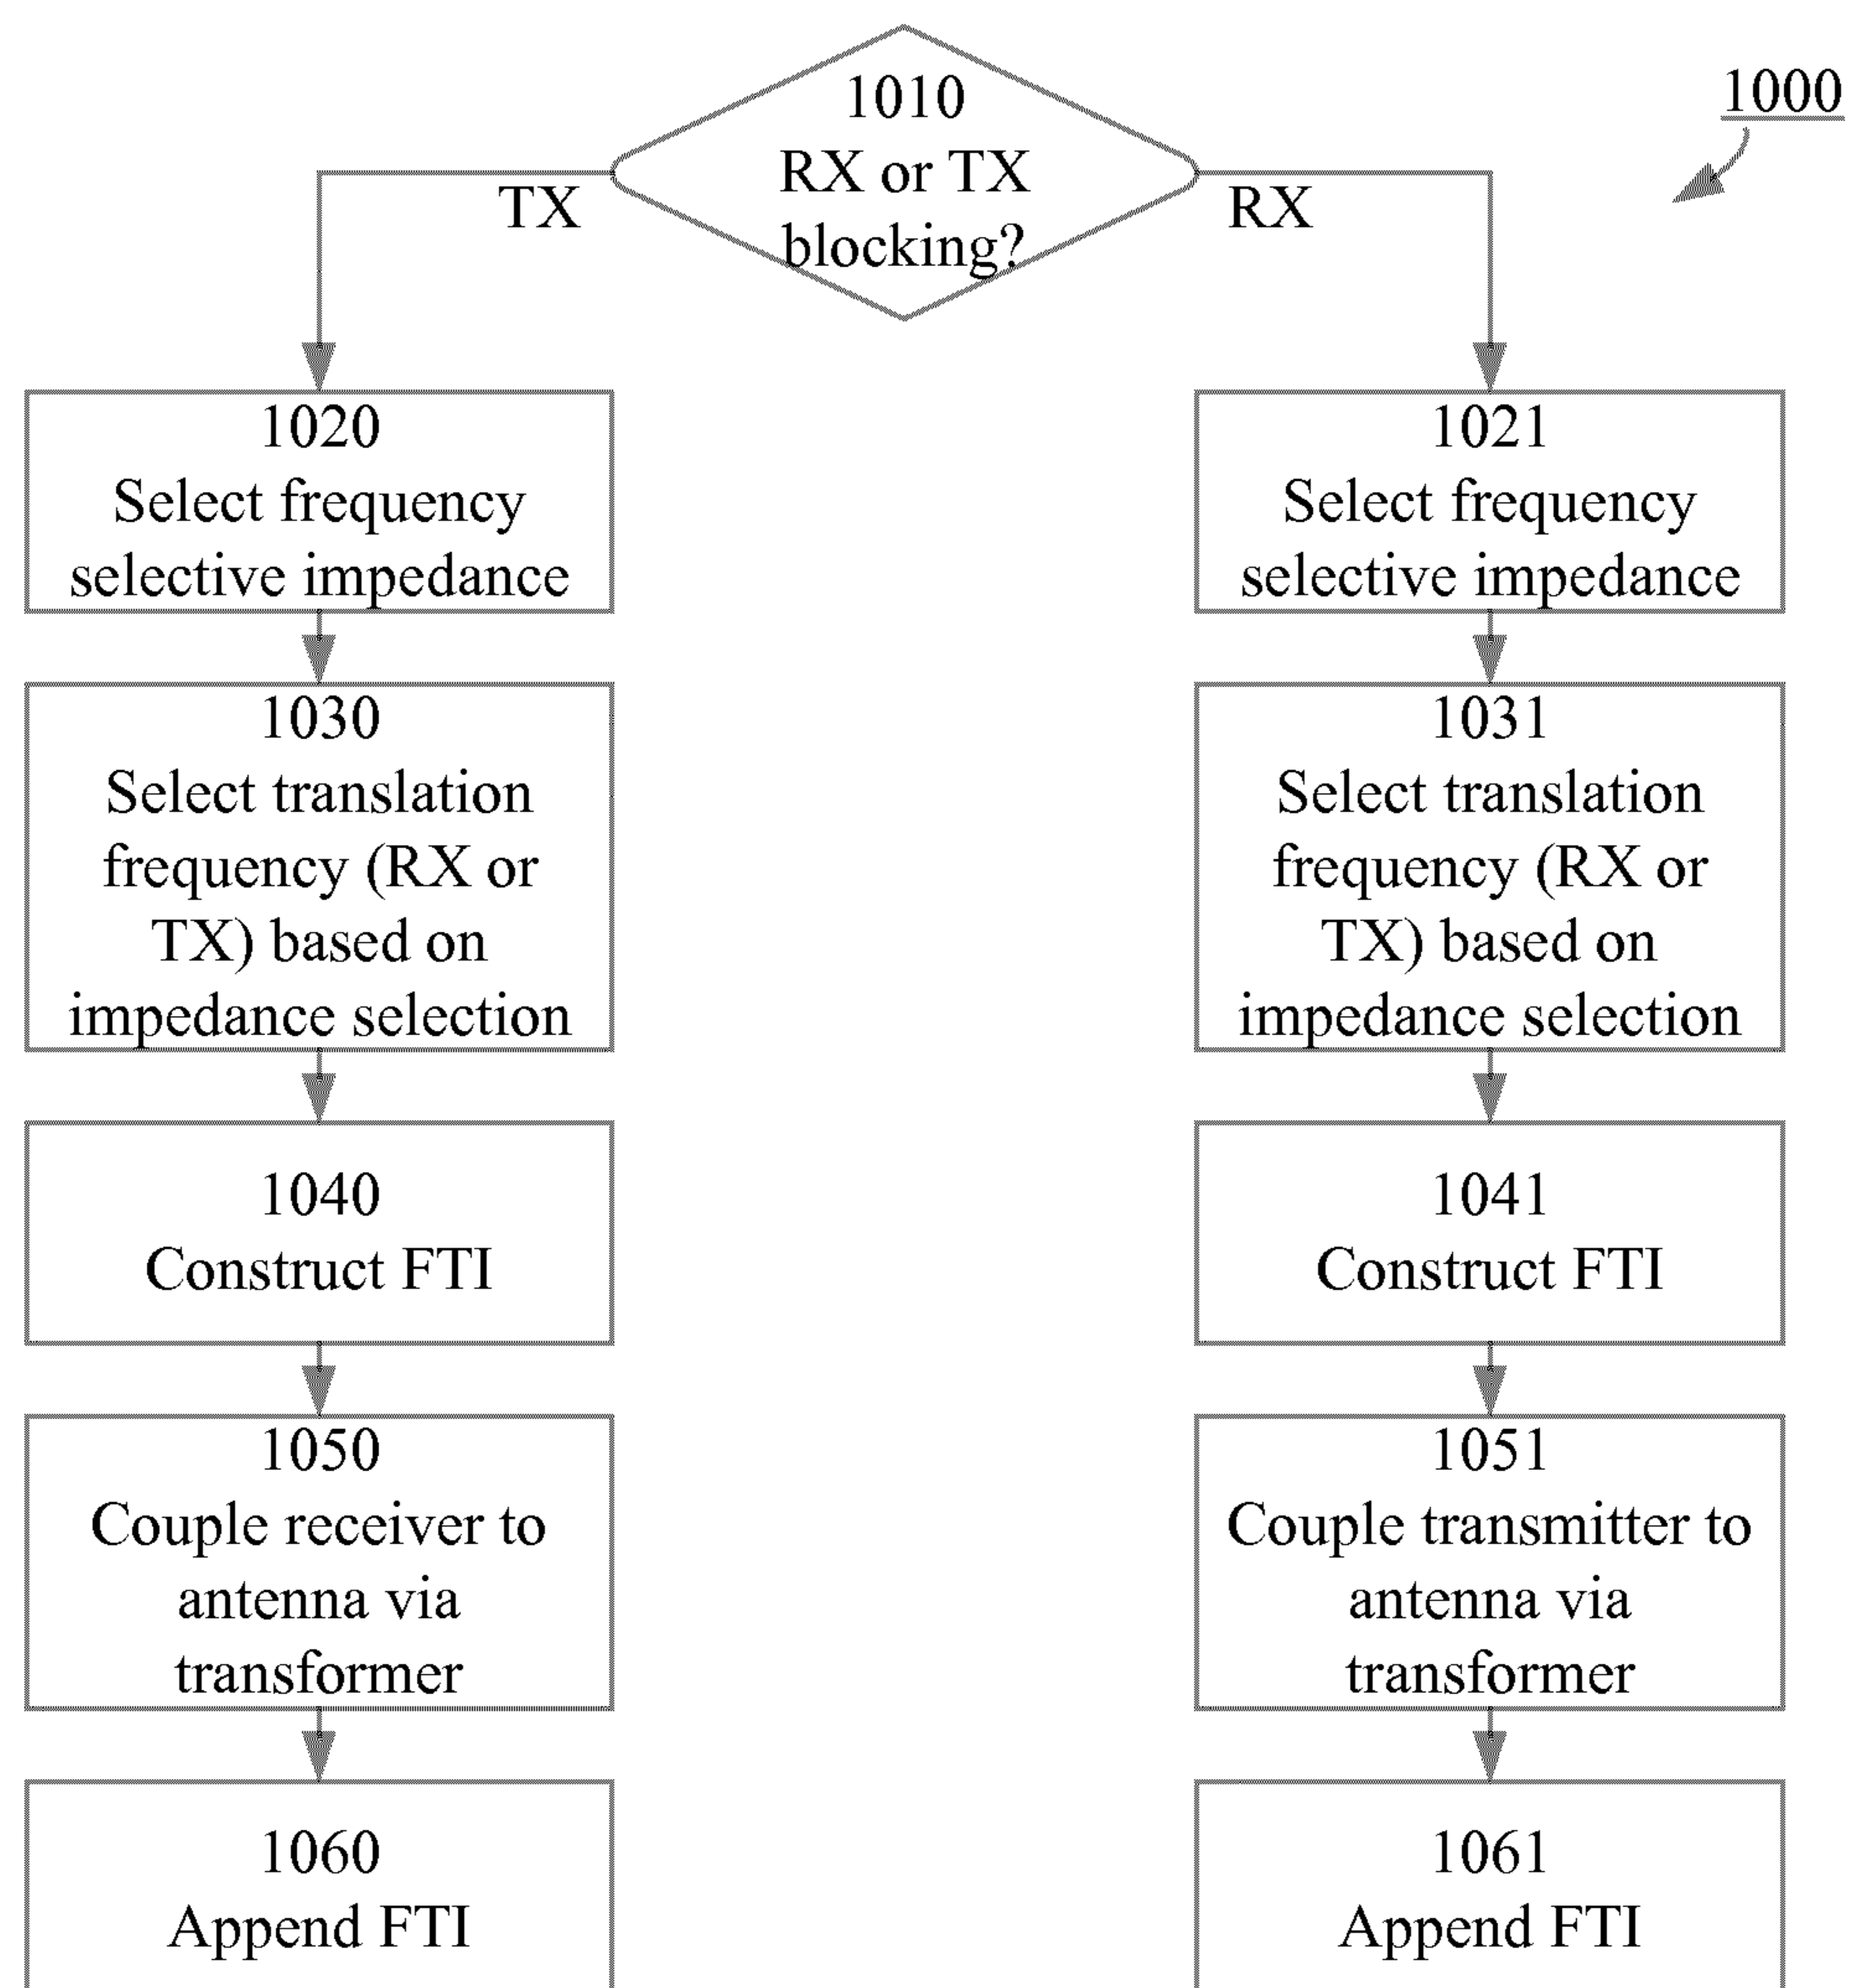 1010
RX or TX
blocking?
1000
TX
RX
1020
Select frequency
selective impedance
1021
Select frequency
selective impedance
1030
Select translation
frequency (RX or
TX) based on
impedance selection
1031
Select translation
frequency (RX or
TX) based on
impedance selection
1040
Construct FTI
1041
Construct FTI
1050
Couple receiver to
antenna via
transformer
1051
Couple transmitter to
antenna via
transformer
1060
Append FTI
1061
Append FTI